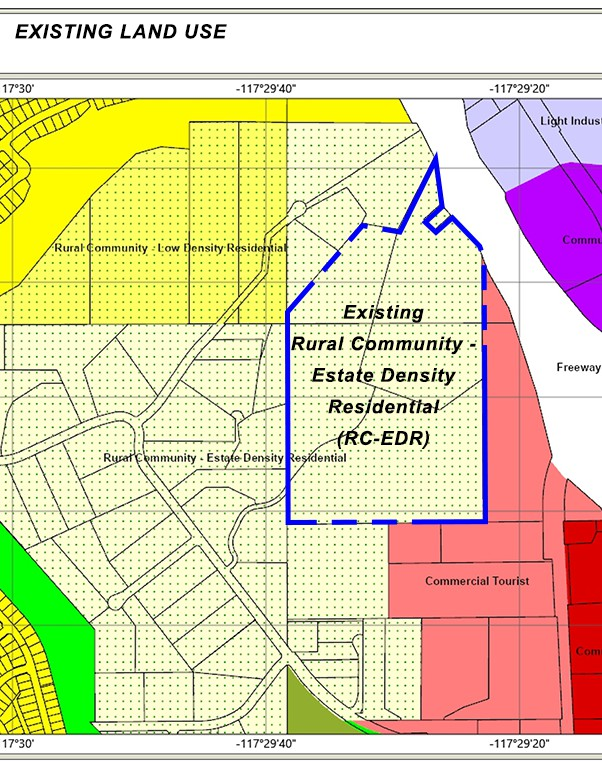 EXISTING LAND USE
17°30' -117°29'40" -117°29'20"
Light Indust
Commu
Rural Community - Low Density Residential
Existing
Rural Community -
Estate Density
Residential
(RC-EDR)
Freeway
Rural Community - Estate Density Residential
Commercial Tourist
Com
17°30' -117°29'40" -117°29'20"